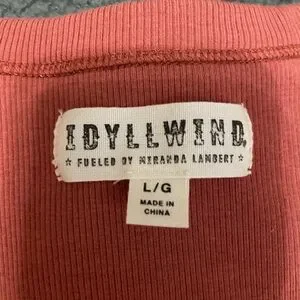 IDYLLWIND
★ FUELED BY MIRANDA LAMBERT ★
L/G
MADE IN
CHINA